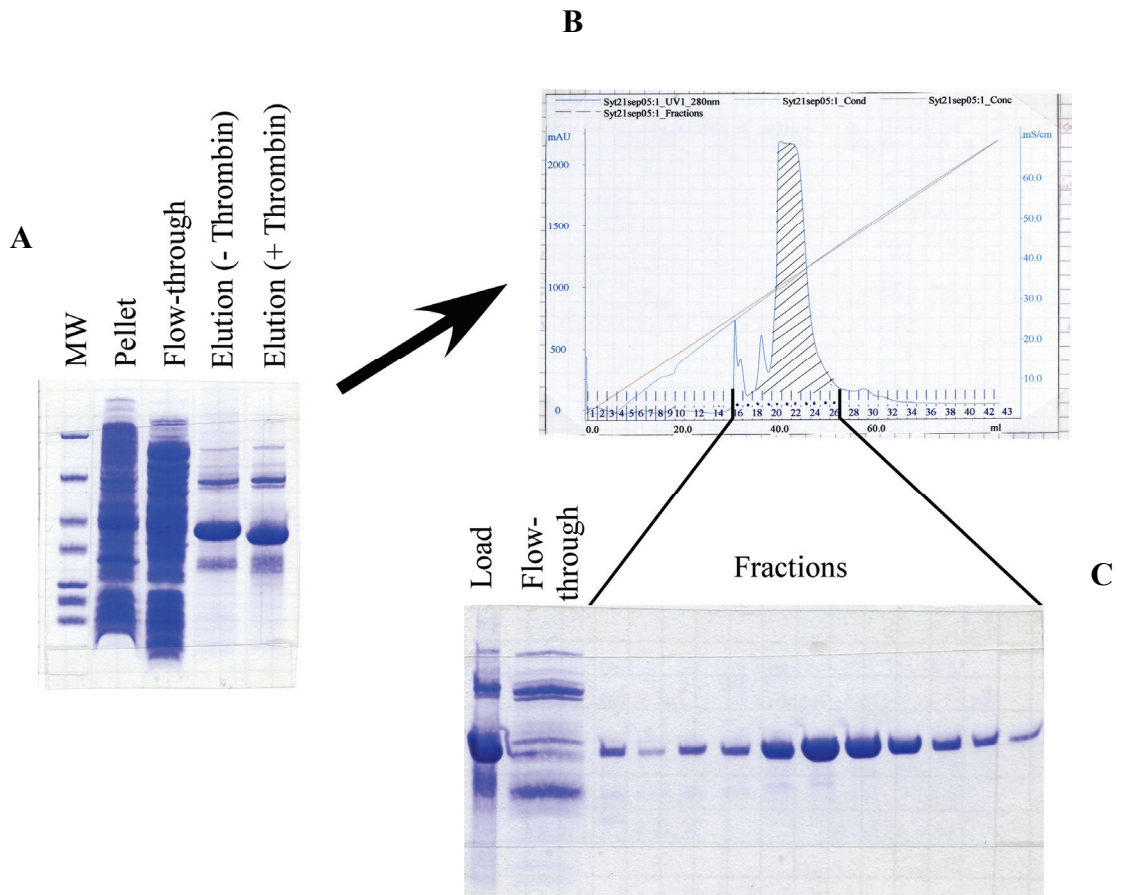 B
Syt21sep05:1_UV1_280nm Syt21sep05:1_Cond Syt21sep05:1_Conc
Syt21sep05:1_Fractions
mAU
mS/cm
2000
1500
1000
500
0
60.0
50.0
40.0
30.0
20.0
10.0
1 2 3 4 5 6 7 8 9 10 12 14 16 18 20 22 24 26 28 30 32 34 36 38 40 42 43
0.0 20.0 40.0 60.0 ml
A
MW
Pellet
Flow-through
Elution (- Thrombin)
Elution (+ Thrombin)
Load
Flow-
through
Fractions
C